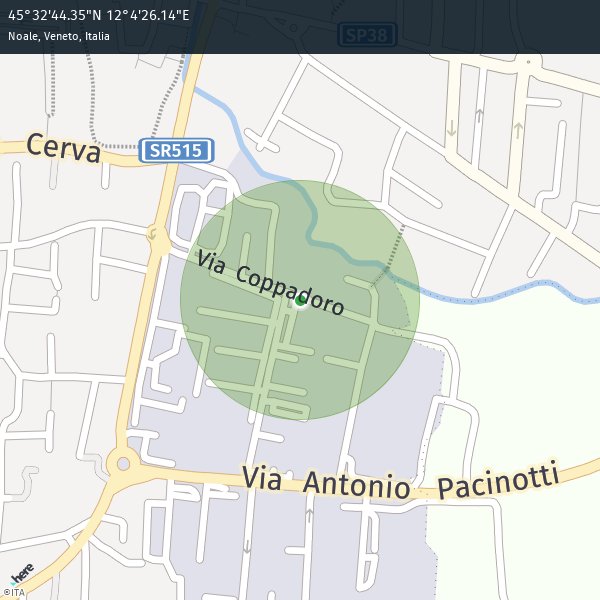 45°32'44.35"N 12°4'26.14"E
Noale, Veneto, Italia
SP38
Cerva
SR515
Via Coppadoro
Via Antonio Pacinotti
here
©ITA